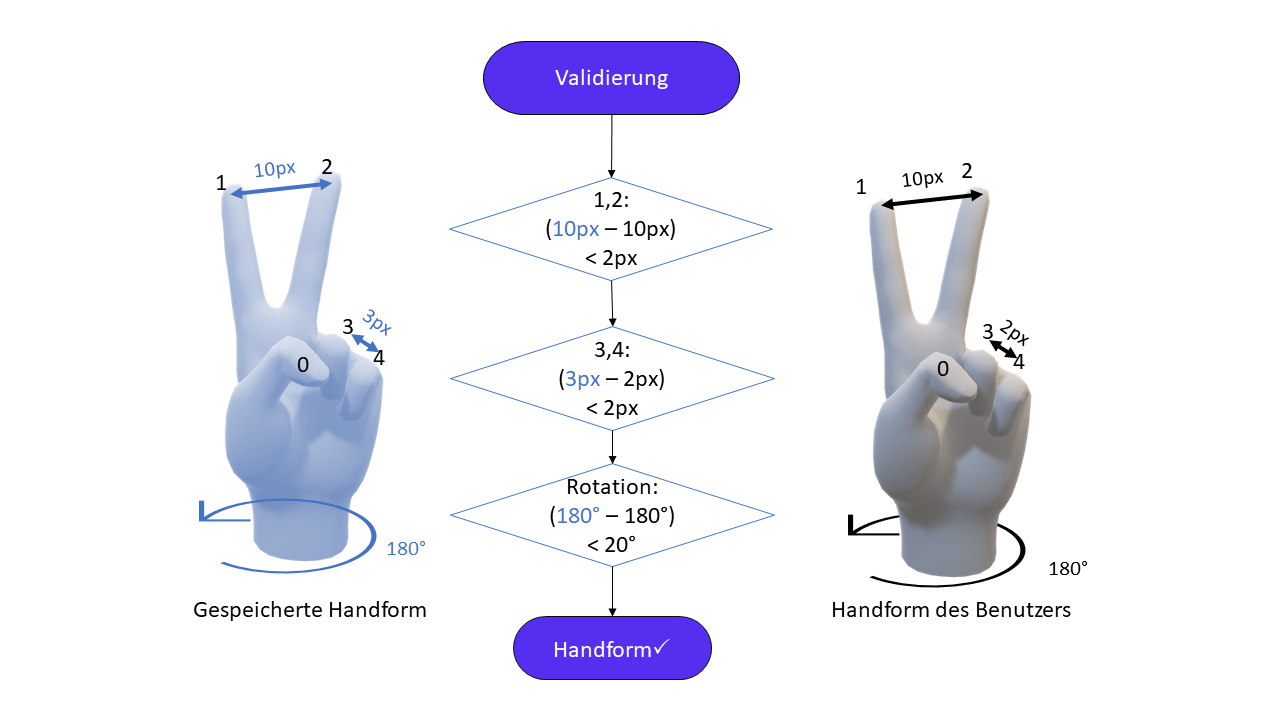 Validierung
1
10px
2
3
3px
4
0
180°
Gespeicherte Handform
1,2:
(10px – 10px)
< 2px
3,4:
(3px – 2px)
< 2px
Rotation:
(180° – 180°)
< 20°
Handform✓
1
10px
2
3
2px
4
0
180°
Handform des Benutzers